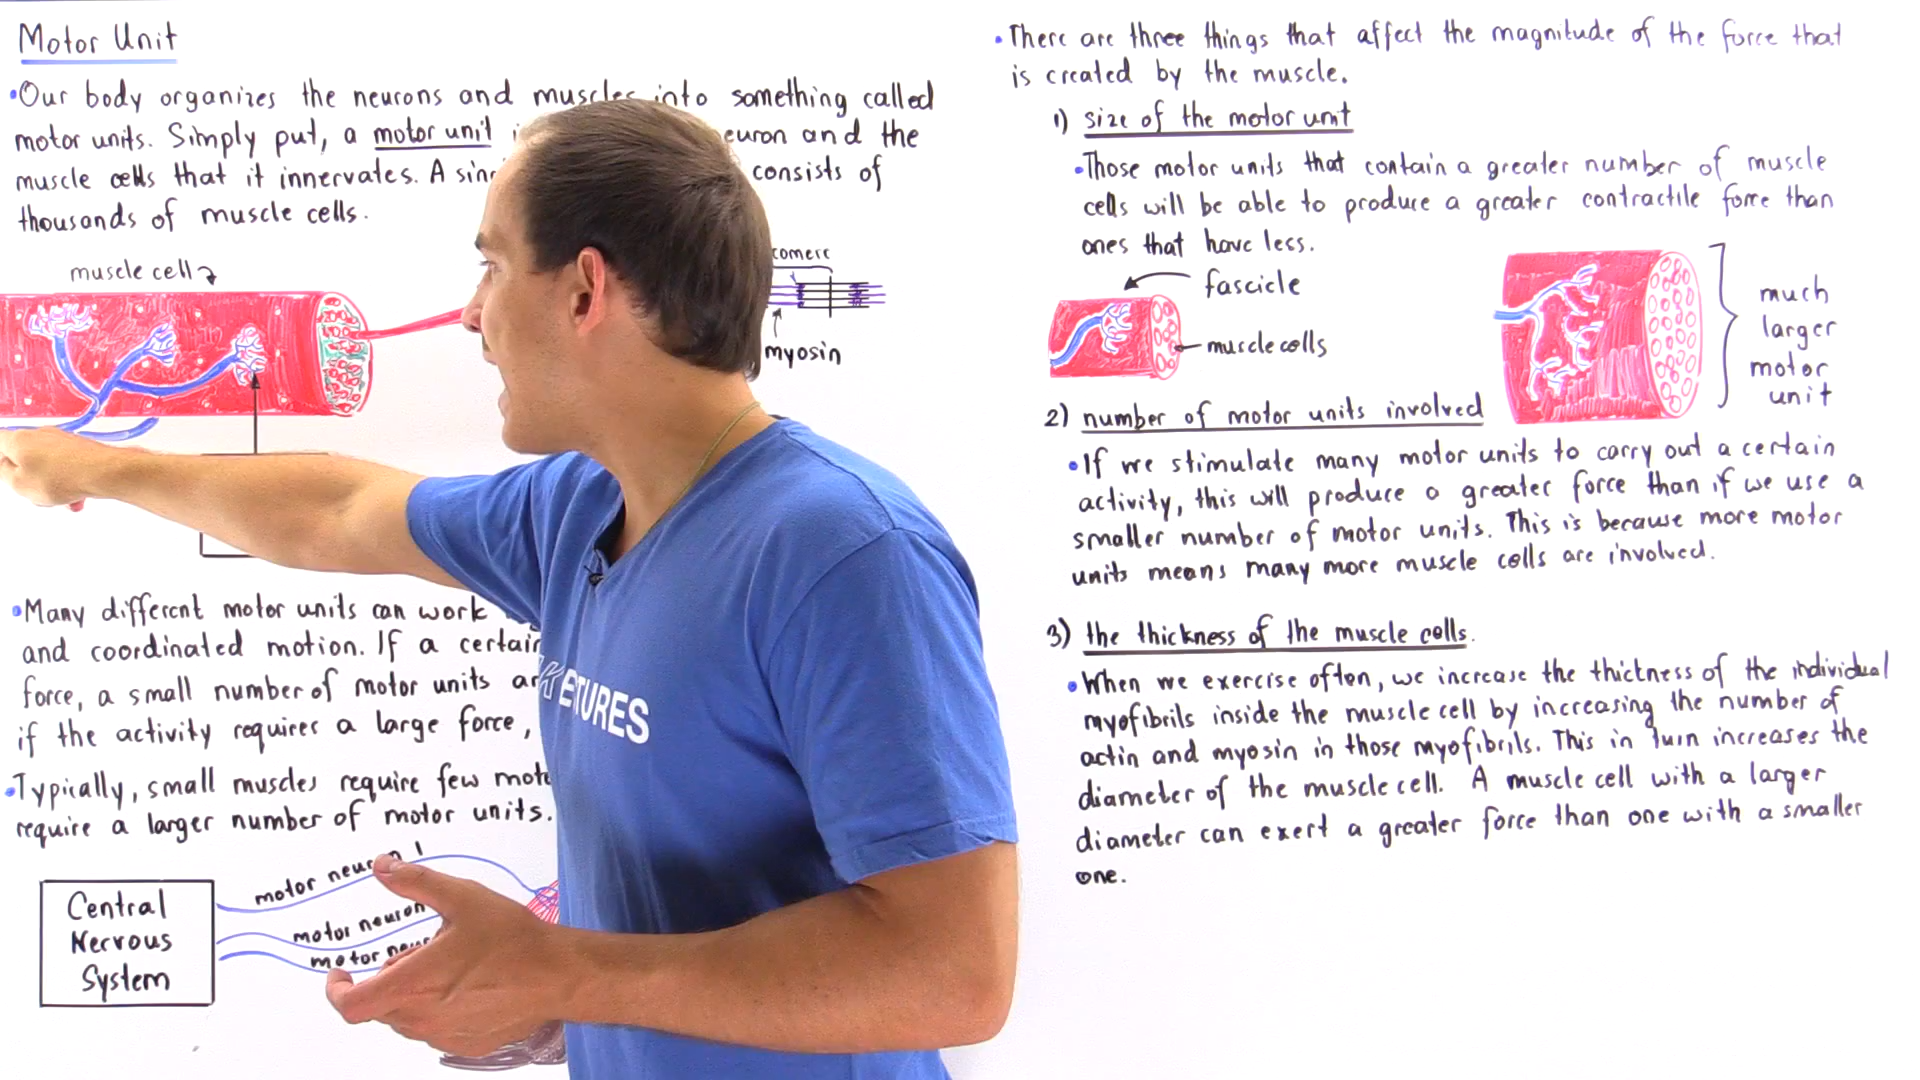 Motor Unit
•Our body organizes the neurons and muscles into something called
motor units. Simply put, a motor unit neuron and the
muscle cells that it innervates. A consists of
thousands of muscle cells.
muscle cell
myosin
•Many different motor units can work
and coordinated motion. If a certain
force, a small number of motor units
if the activity requires a large force,
•Typically, small muscles require few
require a larger number of motor units.
motor neuron 1
motor neuron
motor
Central
Nervous
System
KETURES
•There are three things that affect the magnitude of the force that
is created by the muscle.
1) size of the motor unit
•Those motor units that contain a greater number of muscle
cells will be able to produce a greater contractile force than
ones that have less.
fascicle
muscle cells
much
larger
motor
unit
2) number of motor units involved
•If we stimulate many motor units to carry out a certain
activity, this will produce a greater force than if we use a
smaller number of motor units. This is because more motor
units means many more muscle cells are involved.
3) the thickness of the muscle cells.
•When we exercise often, we increase the thickness of the individual
myofibrils inside the muscle cell by increasing the number of
actin and myosin in those myofibrils. This in turn increases the
diameter of the muscle cell. A muscle cell with a larger
diameter can exert a greater force than one with a smaller
one.